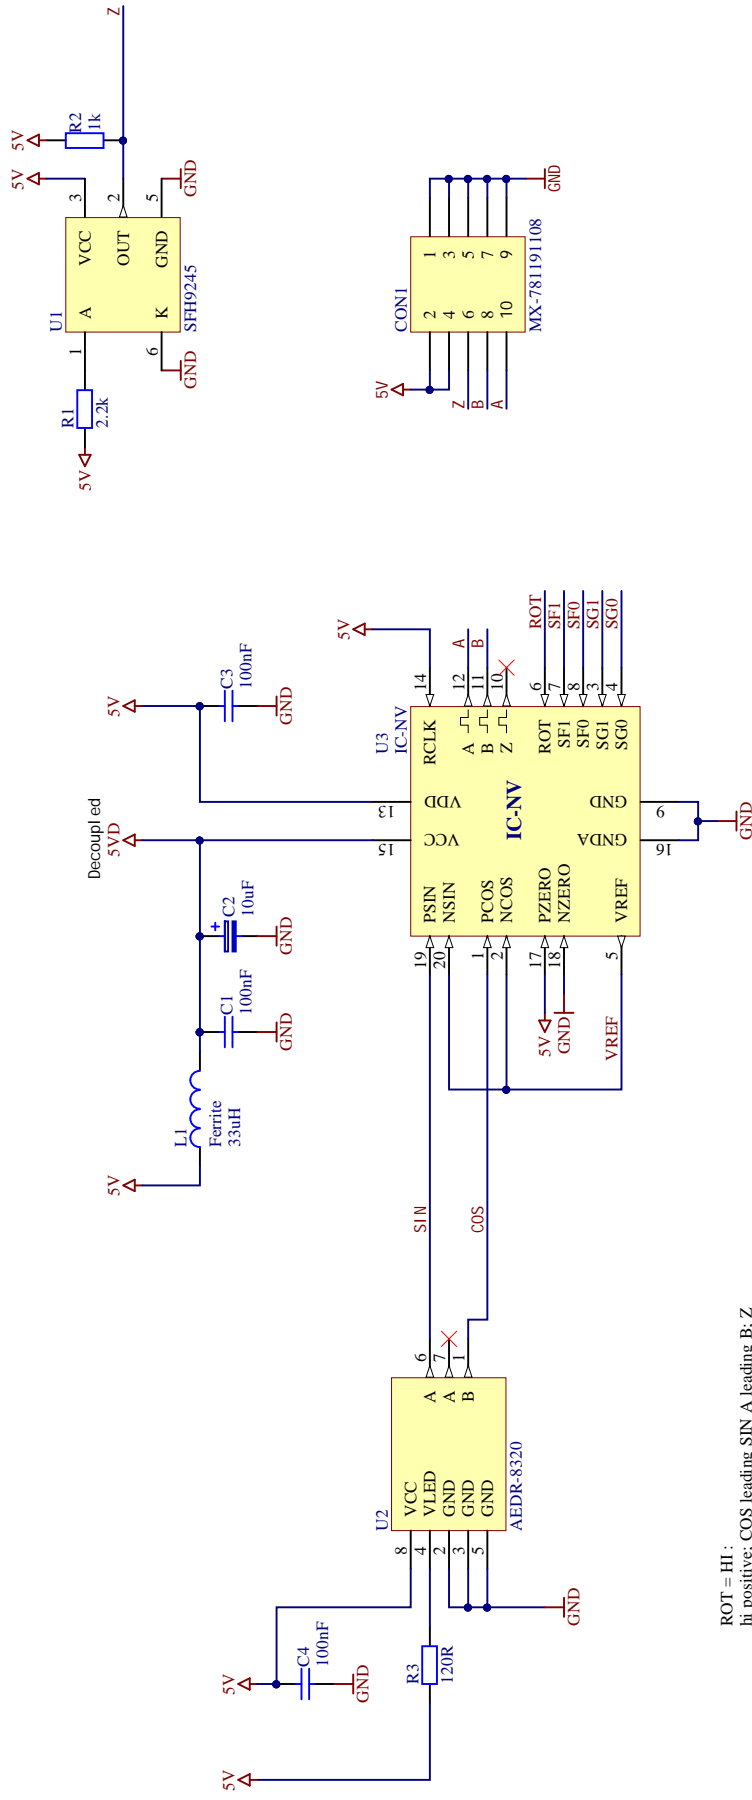 5V
C4
100nF
GND
5V
R3
120R
U2
8
4
2
3
5
VCC
VLED
GND
GND
GND
A
A
B
6
7
1
AEDR-8320
GND
SIN
COS
5V
L1
Ferrite
33uH
C1
100nF
GND
C2
10uF
+
GND
Decoupled
5VD
5V
C3
100nF
GND
U3
IC-NV
IC-NV
19
20
1
2
17
18
5
PSIN
NSIN
PCOS
NCOS
PZERO
NZERO
VREF
5V
GND
VREF
15
VCC
13
VDD
16
GNDA
9
GND
GND
RCLK
14
5V
A
12
A
B
11
B
Z
10
ROT
6
ROT
SF1
7
SF1
SF0
8
SF0
SG1
3
SG1
SG0
4
SG0
5V
R1
2.2k
U1
1
6
A
K
VCC
OUT
GND
3
2
5
SFH9245
GND
GND
5V
5V
R2
1k
Z
CON1
5V
Z
B
A
2
4
6
8
10
1
3
5
7
9
MX-781191108
GND
ROT = HI :
hi positive: COS leading SIN A leading B: Z